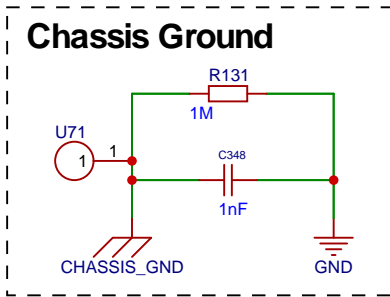 Chassis Ground
R131
1M
U71
1
1
C348
1nF
CHASSIS_GND
GND